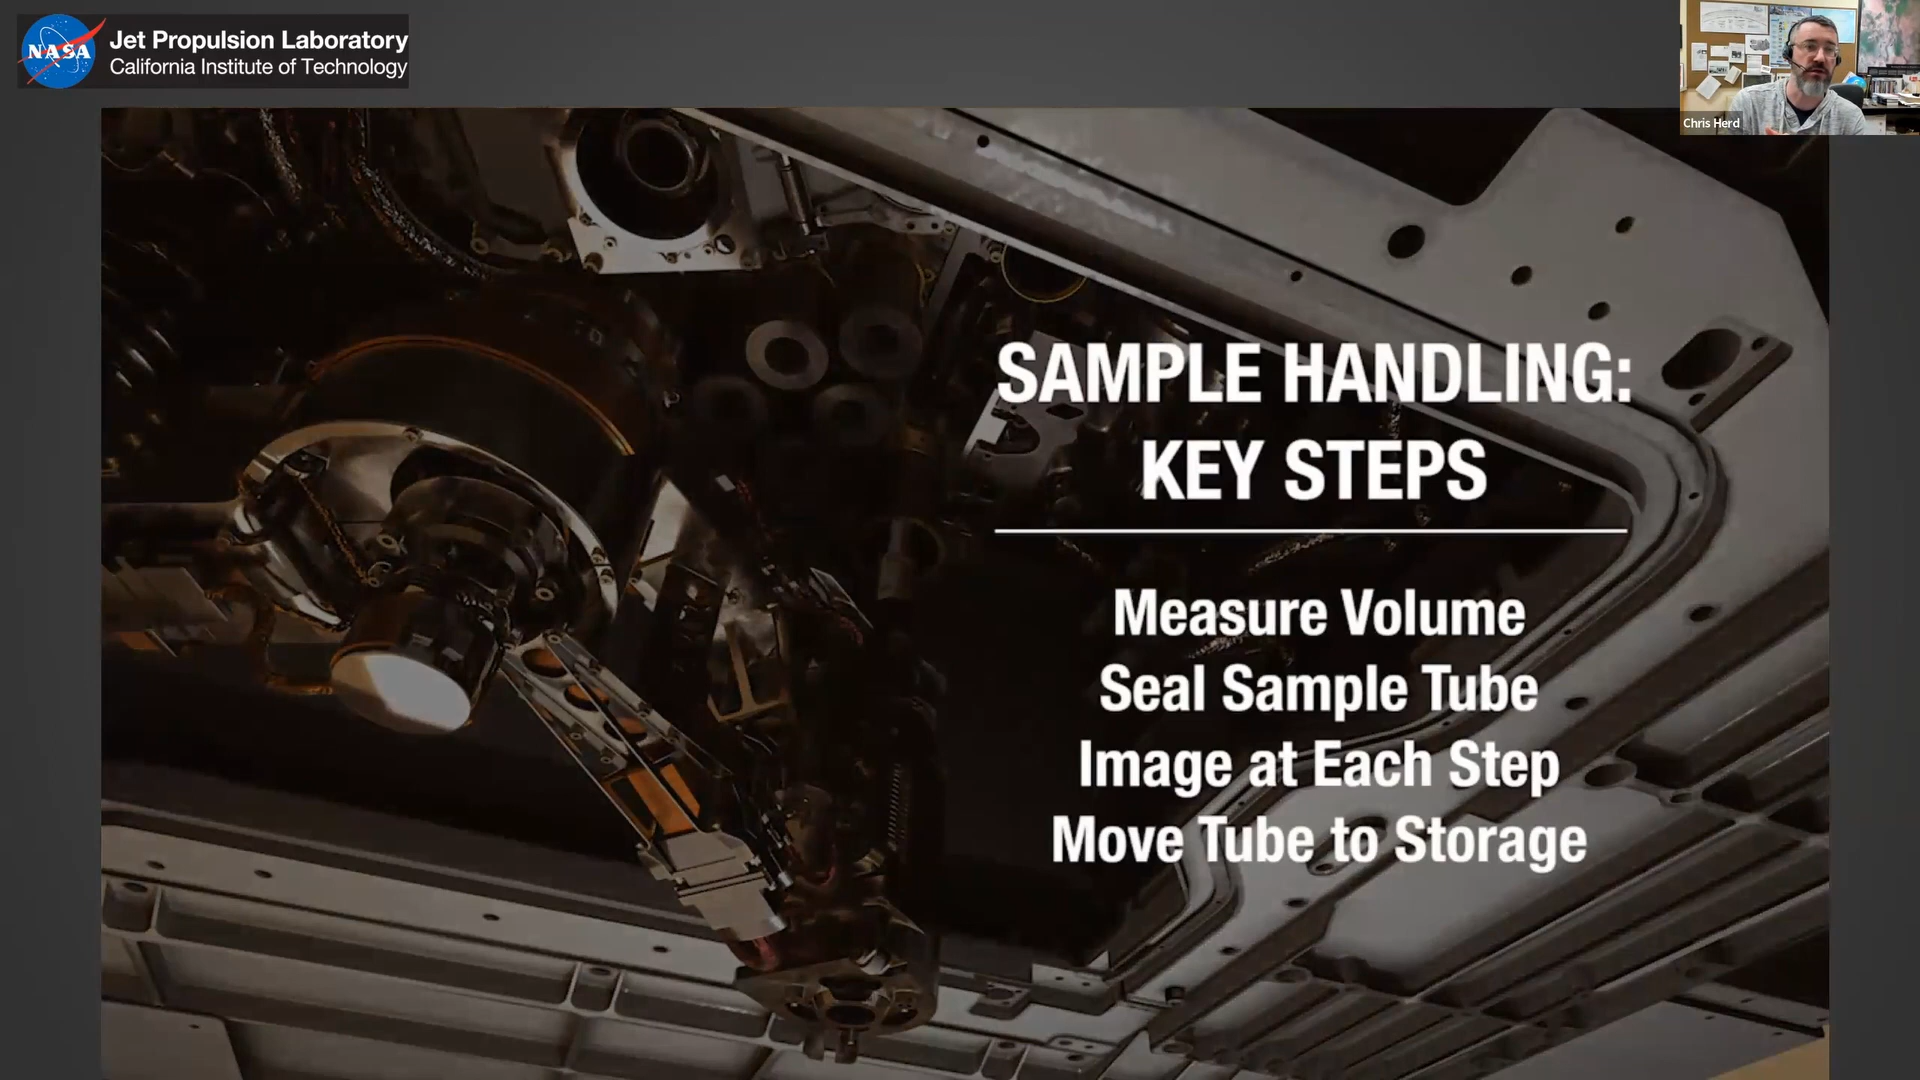 NASA
Jet Propulsion Laboratory
California Institute of Technology
Chris Herd
SAMPLE HANDLING:
KEY STEPS
Measure Volume
Seal Sample Tube
Image at Each Step
Move Tube to Storage